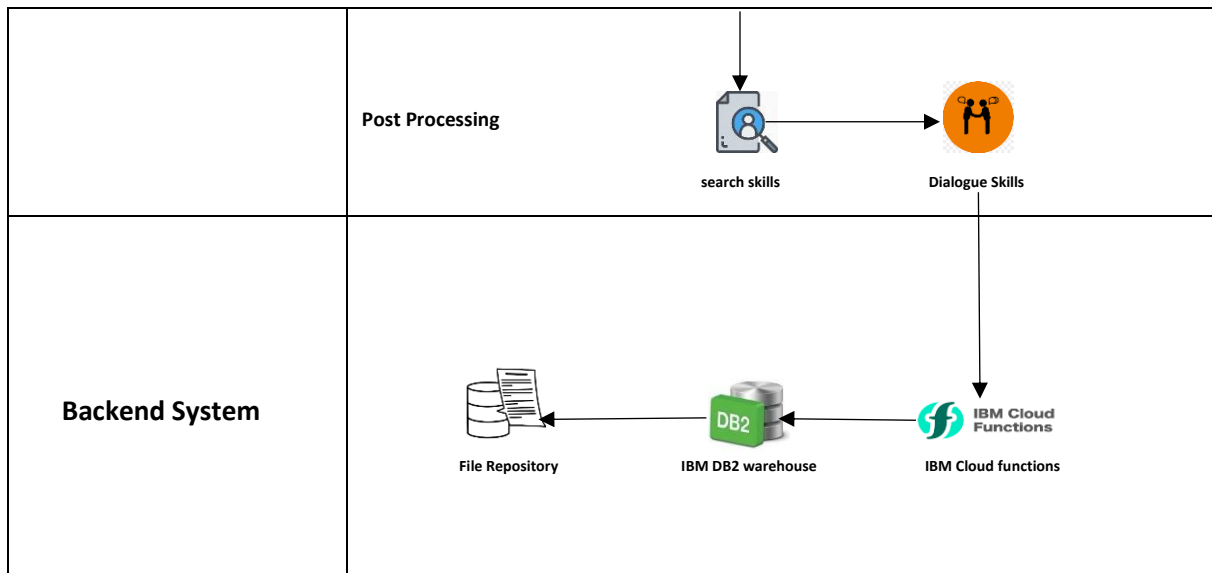 Post Processing
search skills
Dialogue Skills
Backend System
DB2
IBM Cloud
Functions
File Repository
IBM DB2 warehouse
IBM Cloud functions